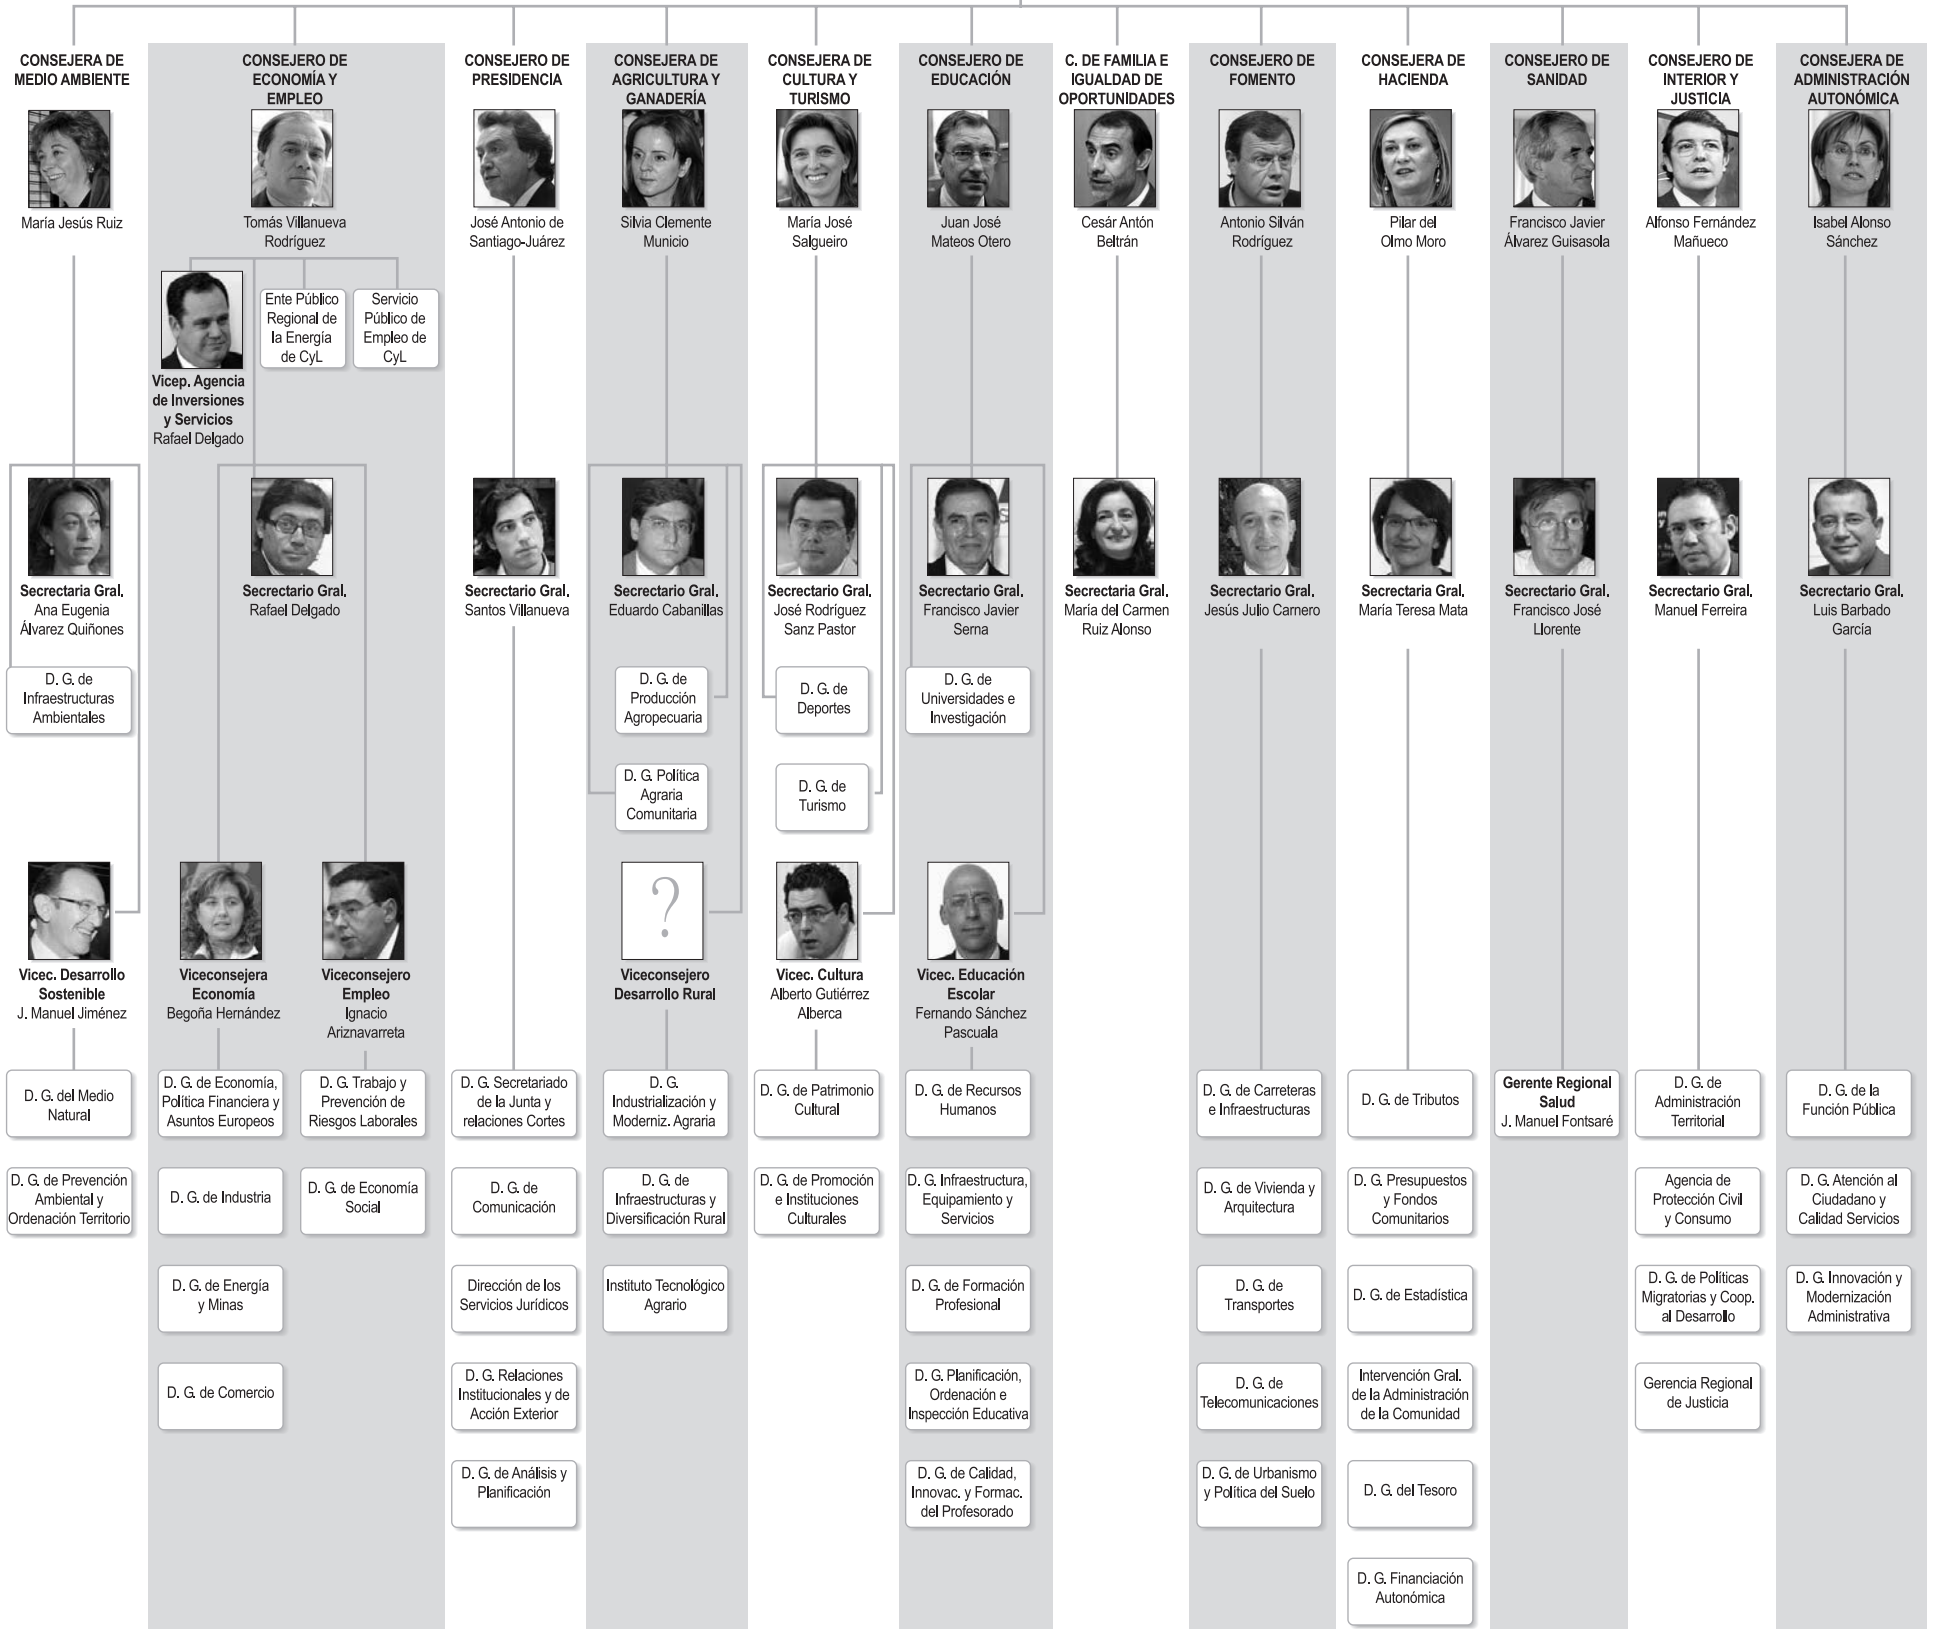 CONSEJERA DE
MEDIO AMBIENTE
María Jesús Ruiz
Secretaria Gral.
Ana Eugenia
Álvarez Quiñones
D. G. de
Infraestructuras
Ambientales
Vicec. Desarrollo
Sostenible
J. Manuel Jiménez
D. G. del Medio
Natural
D. G. de Prevención
Ambiental y
Ordenación Territorio
CONSEJERO DE
ECONOMÍA Y
EMPLEO
Tomás Villanueva
Rodríguez
Vicep. Agencia
de Inversiones
y Servicios
Rafael Delgado
Ente Público
Regional de
la Energía
de CyL
Servicio
Público de
Empleo de
CyL
Secretario Gral.
Rafael Delgado
Viceconsejera
Economía
Begoña Hernández
D. G. de Economía,
Política Financiera y
Asuntos Europeos
D. G. de Industria
D. G. de Energía
y Minas
D. G. de Comercio
Viceconsejero
Empleo
Ignacio
Ariznavarreta
D. G. Trabajo y
Prevención de
Riesgos Laborales
D. G. de Economía
Social
CONSEJERO DE
PRESIDENCIA
José Antonio de
Santiago-Juárez
Secretario Gral.
Santos Villanueva
D. G. Secretariado
de la Junta y
relaciones Cortes
D. G. de
Comunicación
Dirección de los
Servicios Jurídicos
D. G. Relaciones
Institucionales y de
Acción Exterior
D. G. de Análisis y
Planificación
CONSEJERA DE
AGRICULTURA Y
GANADERÍA
Silvia Clemente
Municio
Secretario Gral.
Eduardo Cabanillas
D. G. de
Producción
Agropecuaria
D. G. Política
Agraria
Comunitaria
?
Viceconsejero
Desarrollo Rural
D. G.
Industrialización y
Moderniz. Agraria
D. G. de
Infraestructuras y
Diversificación Rural
Instituto Tecnológico
Agrario
CONSEJERA DE
CULTURA Y
TURISMO
María José
Salgueiro
Secretario Gral.
José Rodríguez
Sanz Pastor
D. G. de
Deportes
D. G. de
Turismo
Vicec. Cultura
Alberto Gutiérrez
Alberca
D. G. de Patrimonio
Cultural
D. G. de Promoción
e Instituciones
Culturales
CONSEJERO DE
EDUCACIÓN
Juan José
Mateos Otero
Secretario Gral.
Francisco Javier
Serna
D. G. de
Universidades e
Investigación
Vicec. Educación
Escolar
Fernando Sánchez
Pascuala
D. G. de Recursos
Humanos
D. G. Infraestructura,
Equipamiento y
Servicios
D. G. de Formación
Profesional
D. G. Planificación,
Ordenación e
Inspección Educativa
D. G. de Calidad,
Innovac. y Formac.
del Profesorado
C. DE FAMILIA E
IGUALDAD DE
OPORTUNIDADES
Cesár Antón
Beltrán
Secretaria Gral.
María del Carmen
Ruiz Alonso
CONSEJERO DE
FOMENTO
Antonio Silván
Rodríguez
Secretario Gral.
Jesús Julio Carnero
D. G. de Carreteras
e Infraestructuras
D. G. de Vivienda y
Arquitectura
D. G. de
Transportes
D. G. de
Telecomunicaciones
D. G. de Urbanismo
y Política del Suelo
CONSEJERA DE
HACIENDA
Pilar del
Olmo Moro
Secretaria Gral.
María Teresa Mata
D. G. de Tributos
D. G. Presupuestos
y Fondos
Comunitarios
D. G. de Estadística
Intervención Gral.
de la Administración
de la Comunidad
D. G. del Tesoro
D. G. Financiación
Autonómica
CONSEJERO DE
SANIDAD
Francisco Javier
Álvarez Guisasola
Secretario Gral.
Francisco José
Llorente
Gerente Regional
Salud
J. Manuel Fontsaré
CONSEJERO DE
INTERIOR Y
JUSTICIA
Alfonso Fernández
Mañueco
Secretario Gral.
Manuel Ferreira
D. G. de
Administración
Territorial
Agencia de
Protección Civil
y Consumo
D. G. de Políticas
Migratorias y Coop.
al Desarrollo
Gerencia Regional
de Justicia
CONSEJERA DE
ADMINISTRACIÓN
AUTONÓMICA
Isabel Alonso
Sánchez
Secretario Gral.
Luis Barbado
García
D. G. de la
Función Pública
D. G. Atención al
Ciudadano y
Calidad Servicios
D. G. Innovación y
Modernización
Administrativa